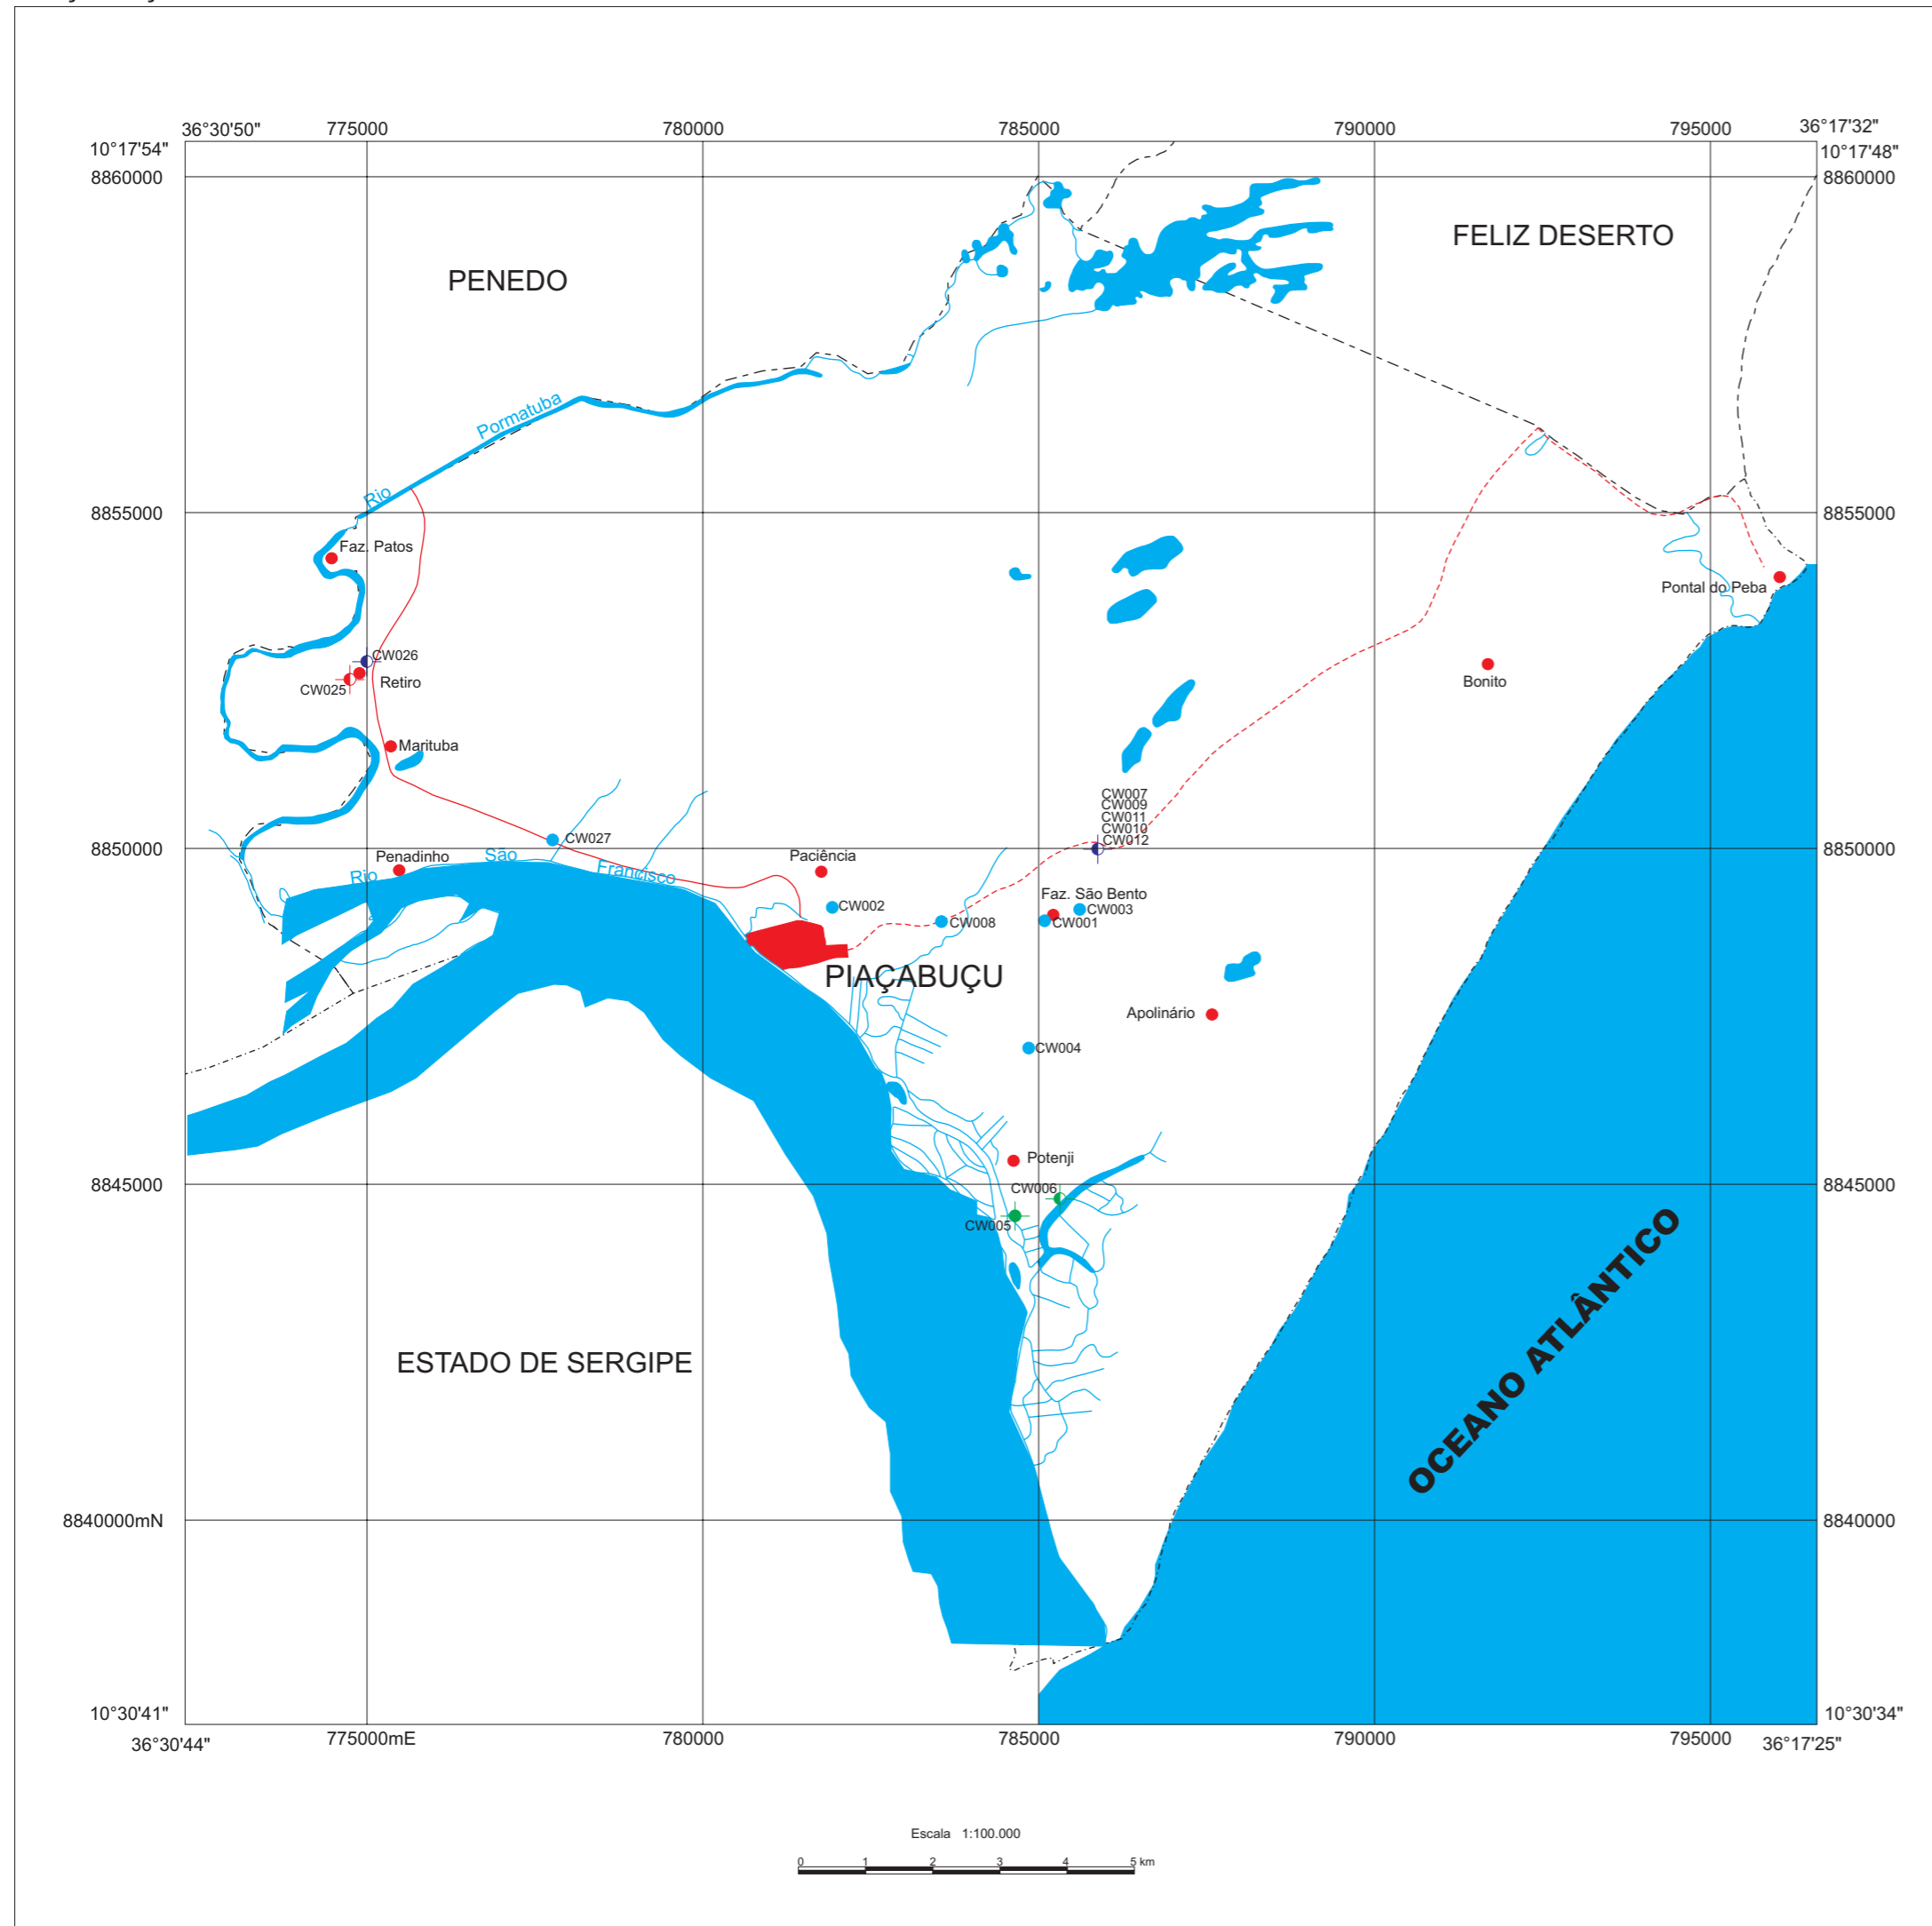 36°30'50"
775000
780000
785000
790000
795000
36°17'32"
10°17'54"
10°17'48"
8860000
8860000
FELIZ DESERTO
PENEDO
Rio Pormatuba
8855000
8855000
Faz. Patos
Pontal do Peba
CW026
CW025
Retiro
Bonito
Marituba
CW007
CW009
CW011
CW010
CW012
CW027
8850000
8850000
Penadinho
Paciência
Rio São Francisco
Faz. São Bento
CW002
CW003
CW008
CW001
PIAÇABUÇU
Apolinário
CW004
Potenji
8845000
8845000
CW006
CW005
OCEANO ATLÂNTICO
ESTADO DE SERGIPE
8840000mN
8840000
10°30'41"
10°30'34"
36°30'44"
775000mE
780000
785000
790000
795000
36°17'25"
Escala 1:100.000
0 1 2 3 4 5 km